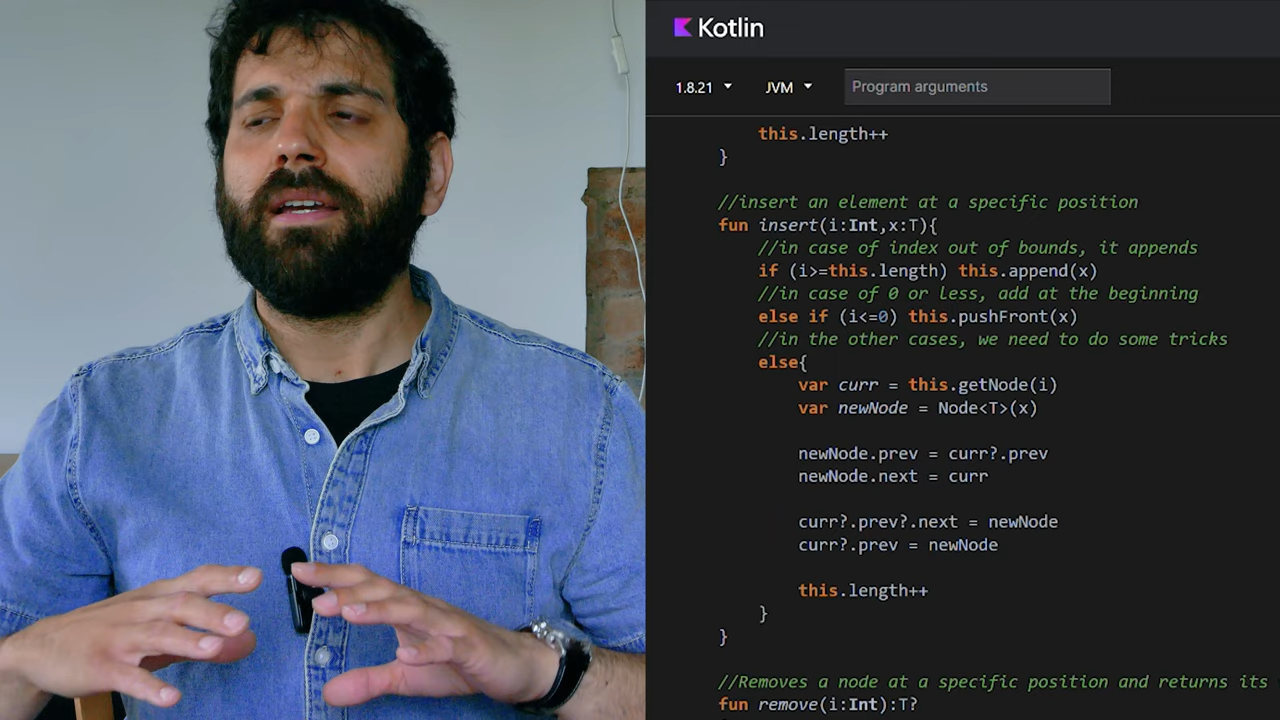 Kotlin
1.8.21 JVM Program arguments
this.length++
}
//insert an element at a specific position
fun insert(i:Int,x:T){
//in case of index out of bounds, it appends
if (i>=this.length) this.append(x)
//in case of 0 or less, add at the beginning
else if (i<=0) this.pushFront(x)
//in the other cases, we need to do some tricks
else{
var curr = this.getNode(i)
var newNode = Node<T>(x)
newNode.prev = curr?.prev
newNode.next = curr
curr?.prev?.next = newNode
curr?.prev = newNode
this.length++
}
}
//Removes a node at a specific position and returns its
fun remove(i:Int):T?